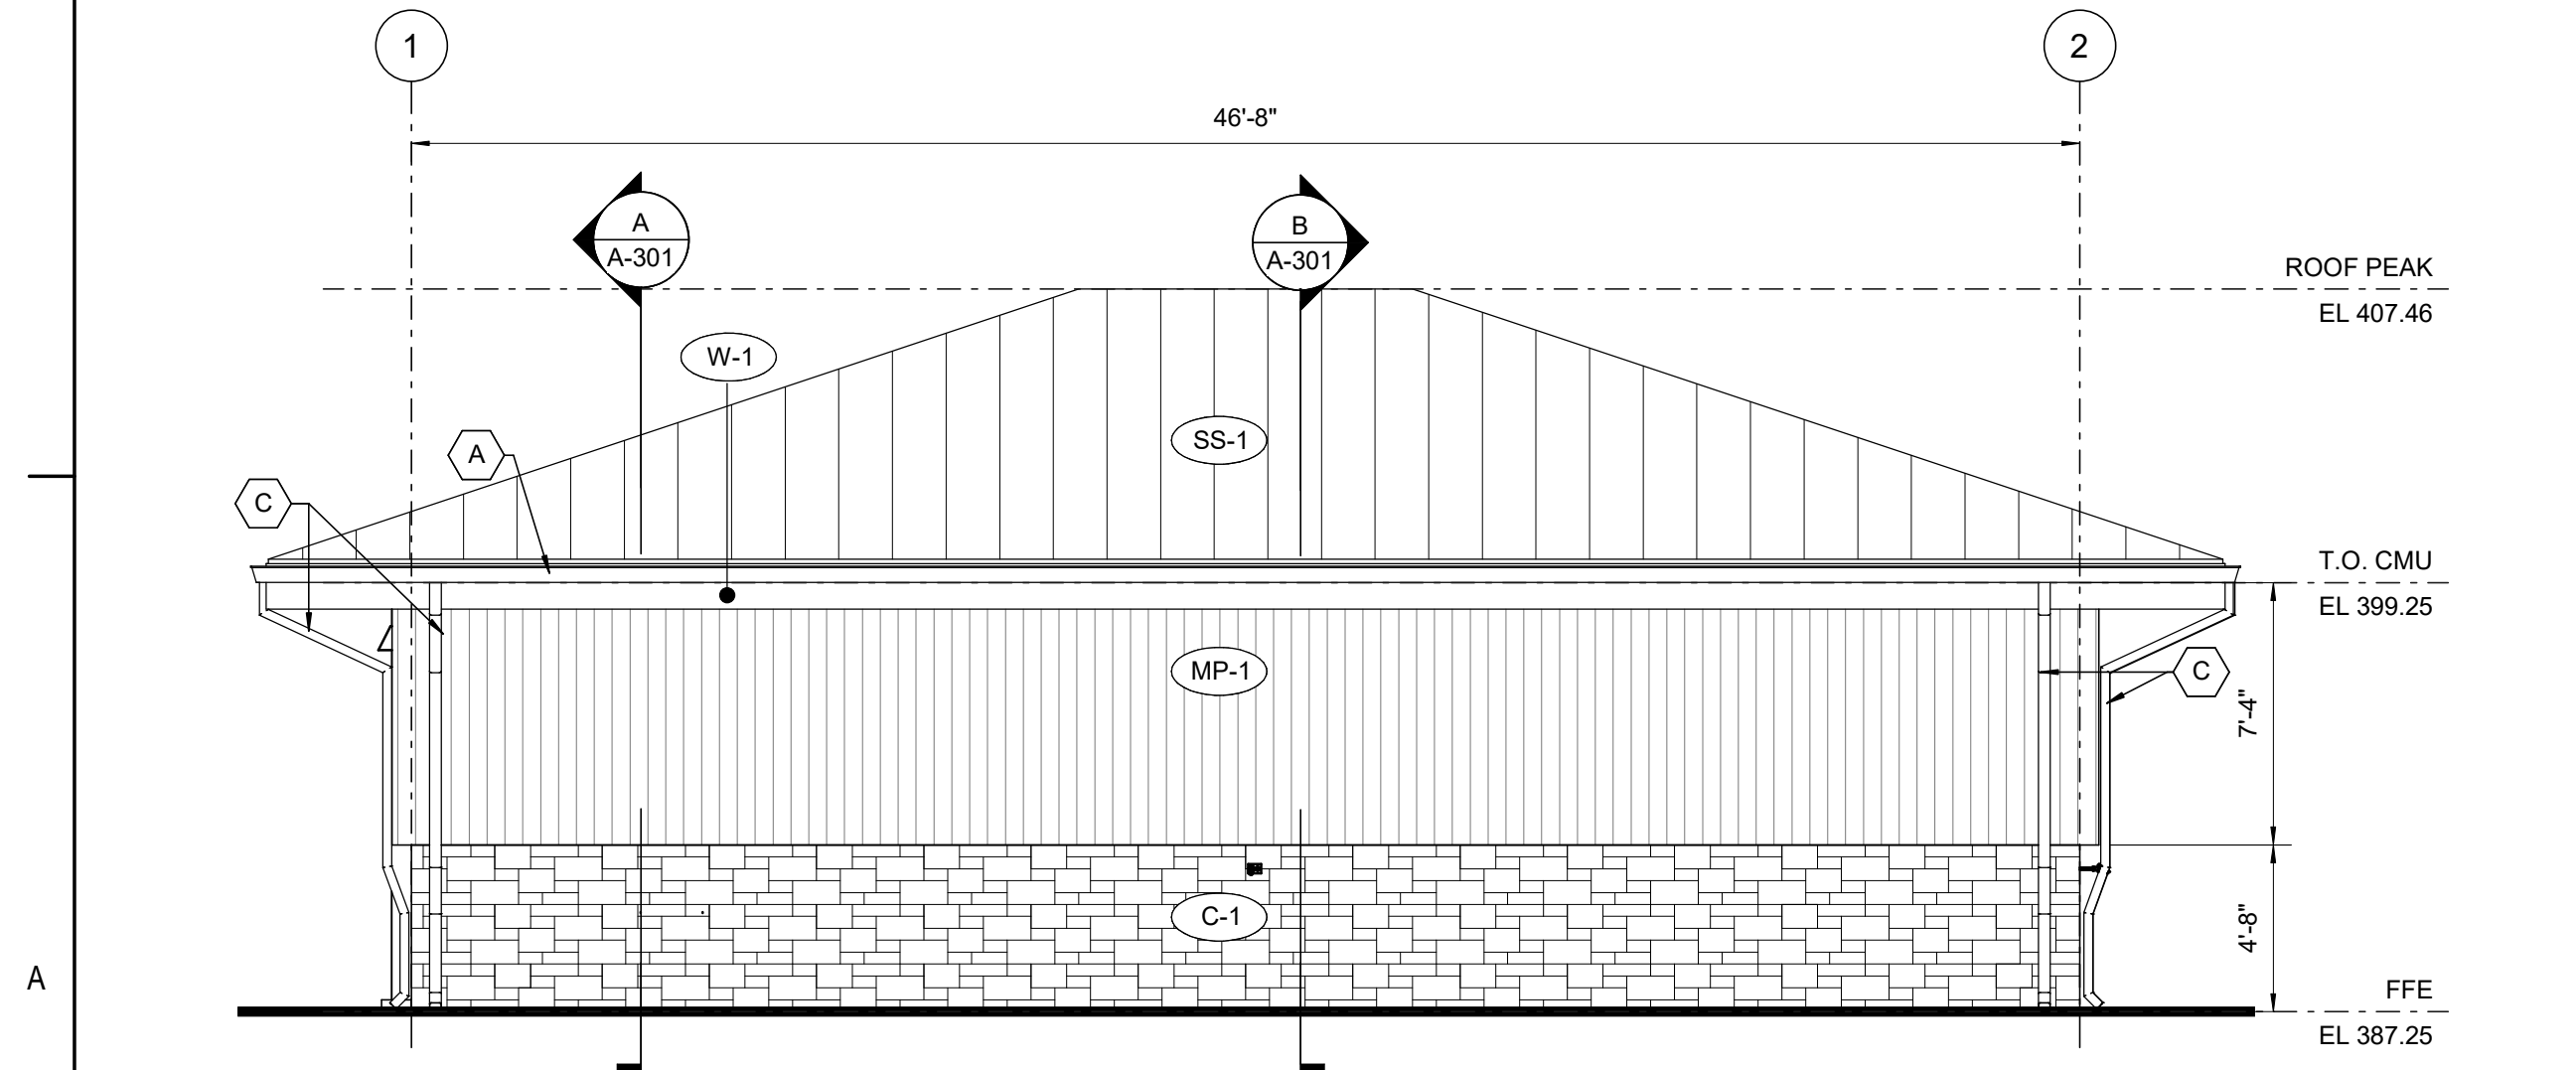 1
2
46'-8"
A
A-301
B
A-301
ROOF PEAK
EL 407.46
W-1
SS-1
A
C
T.O. CMU
EL 399.25
MP-1
C
7'-4"
C-1
4'-8"
A
FFE
EL 387.25